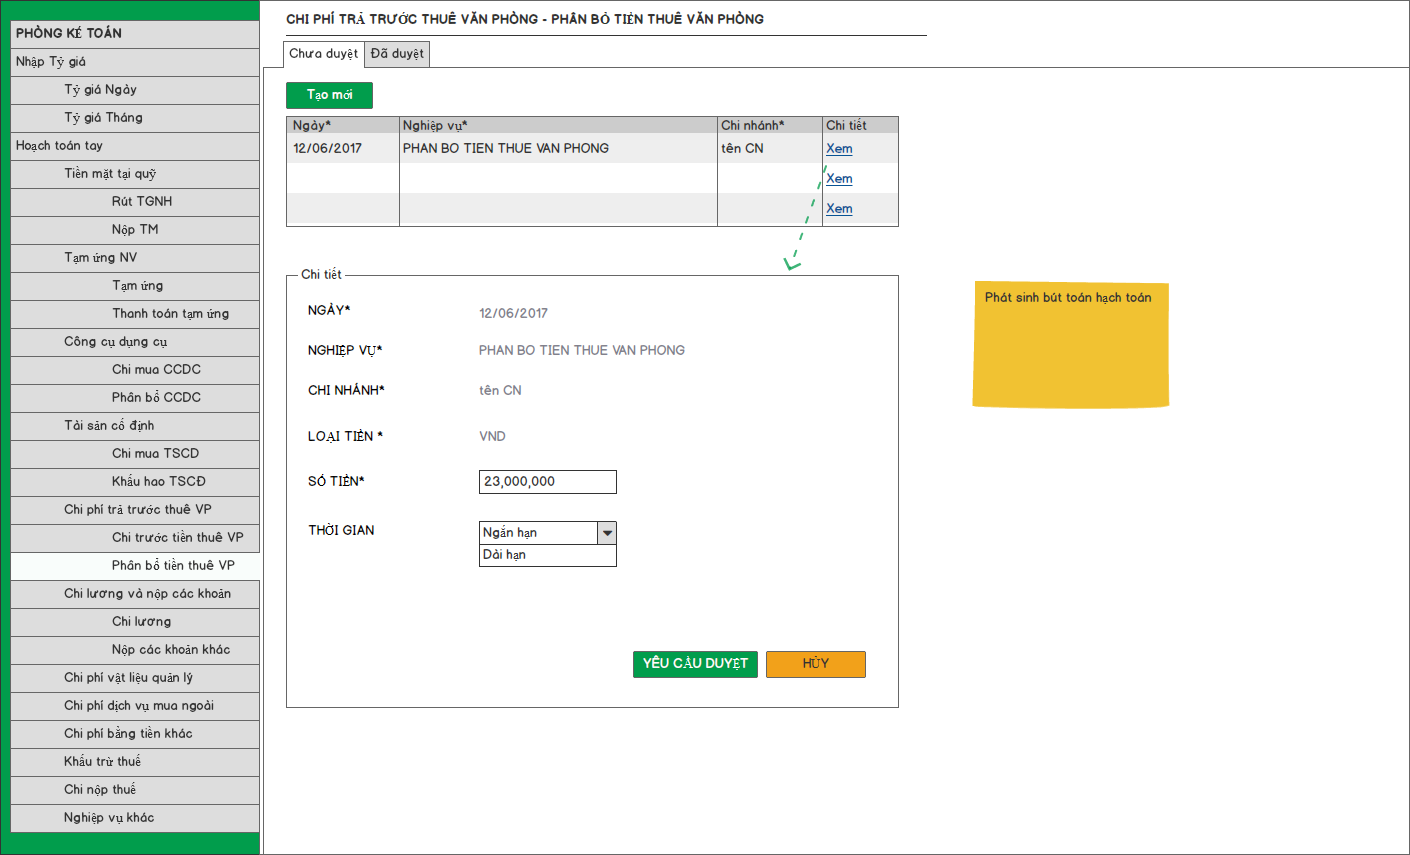 PHÒNG KẾ TOÁN
Nhập Tỷ giá
Tỷ giá Ngày
Tỷ giá Tháng
Hoạch toán tay
Tiền mặt tại quỹ
Rút TGNH
Nộp TM
Tạm ứng NV
Tạm ứng
Thanh toán tạm ứng
Công cụ dụng cụ
Chi mua CCDC
Phân bổ CCDC
Tài sản cố định
Chi mua TSCD
Khấu hao TSCĐ
Chi phí trả trước thuê VP
Chi trước tiền thuê VP
Phân bổ tiền thuê VP
Chi lương và nộp các khoản
Chi lương
Nộp các khoản khác
Chi phí vật liệu quản lý
Chi phí dịch vụ mua ngoài
Chi phí bằng tiền khác
Khấu trừ thuế
Chi nộp thuế
Nghiệp vụ khác
CHI PHÍ TRẢ TRƯỚC THUÊ VĂN PHÒNG - PHÂN BỔ TIỀN THUÊ VĂN PHÒNG
Chưa duyệt Đã duyệt
Tạo mới
Ngày* Nghiệp vụ* Chi nhánh* Chi tiết
12/06/2017 PHAN BO TIEN THUE VAN PHONG tên CN Xem
Xem
Xem
Chi tiết
NGÀY* 12/06/2017
NGHIỆP VỤ* PHAN BO TIEN THUE VAN PHONG
CHI NHÁNH* tên CN
LOẠI TIỀN * VND
SỐ TIỀN* 23,000,000
THỜI GIAN Ngắn hạn
Dài hạn
YÊU CẦU DUYỆT HỦY
Phát sinh bút toán hạch toán